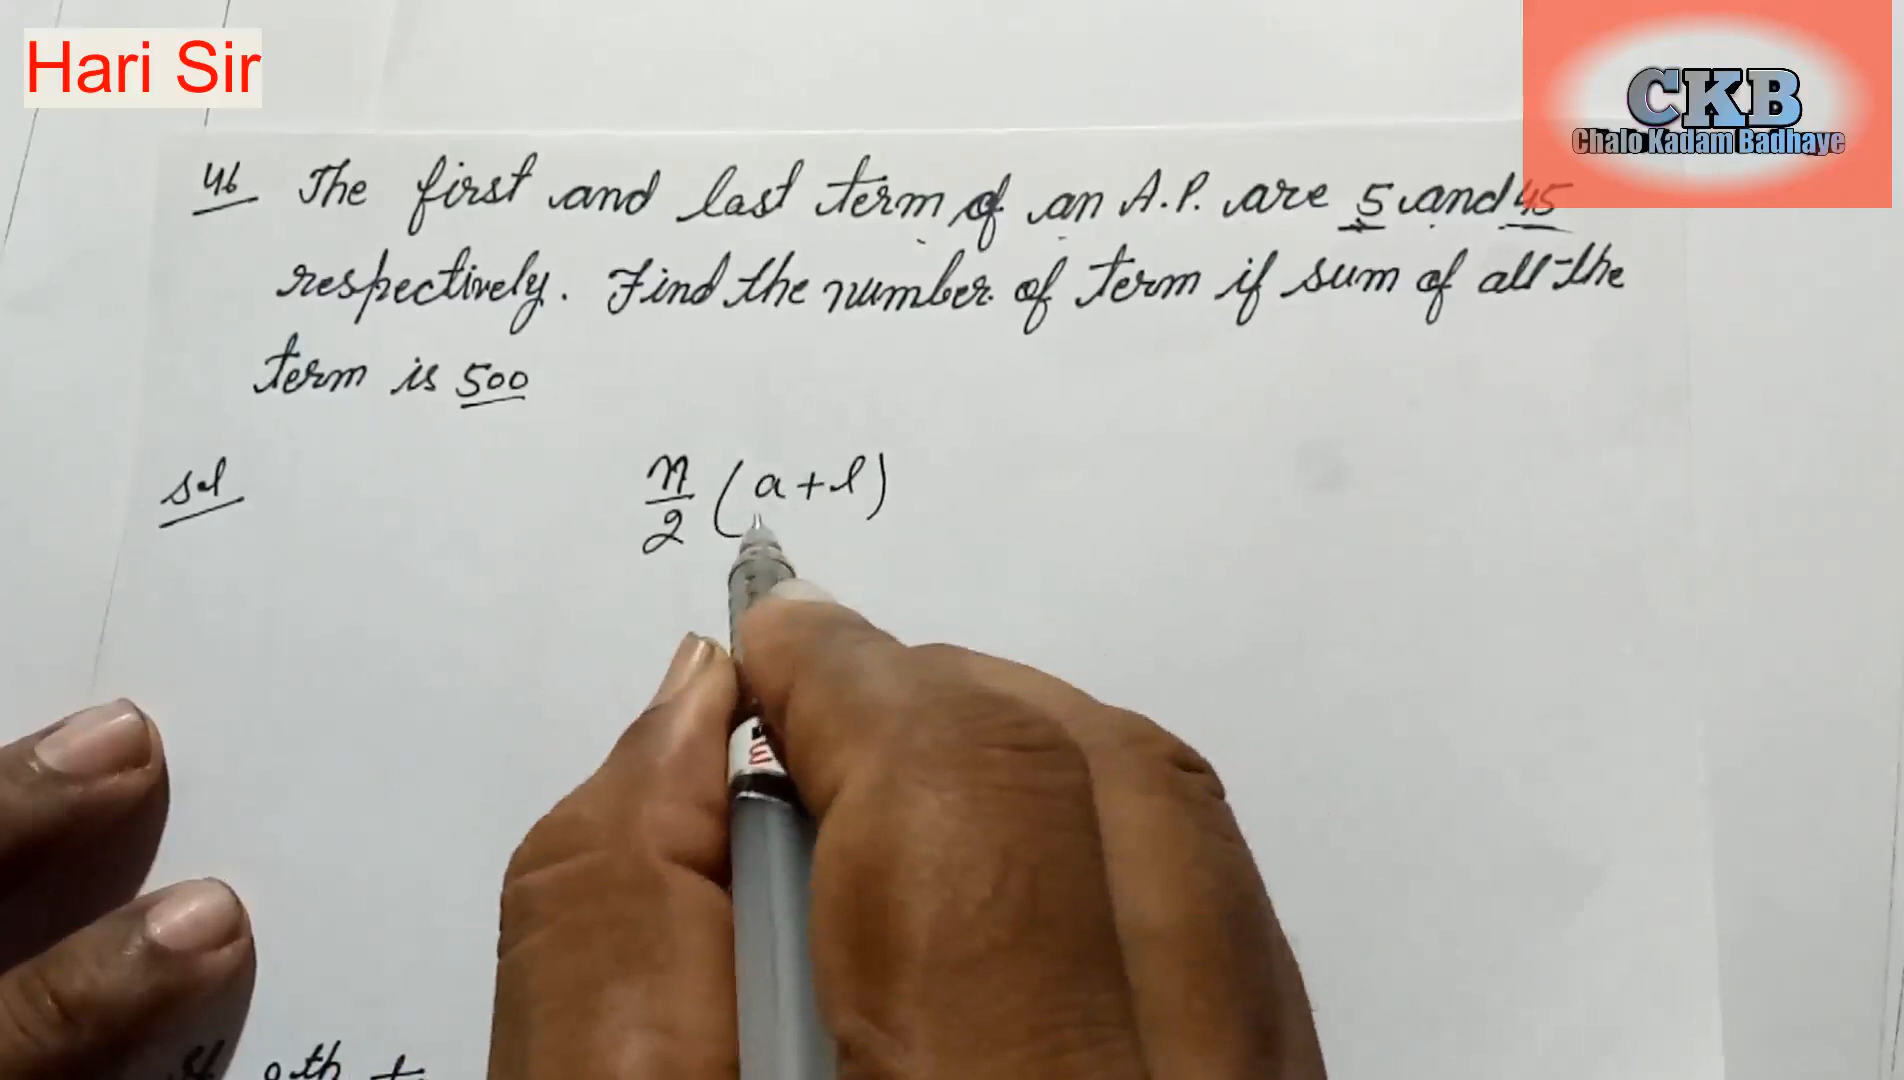 Hari Sir
CKB
Chalo Kadam Badhaye
46 The first and last term of an A.P. are 5 and 45
respectively. Find the number of term if sum of all the
term is 500
sol
n/2 (a+l)